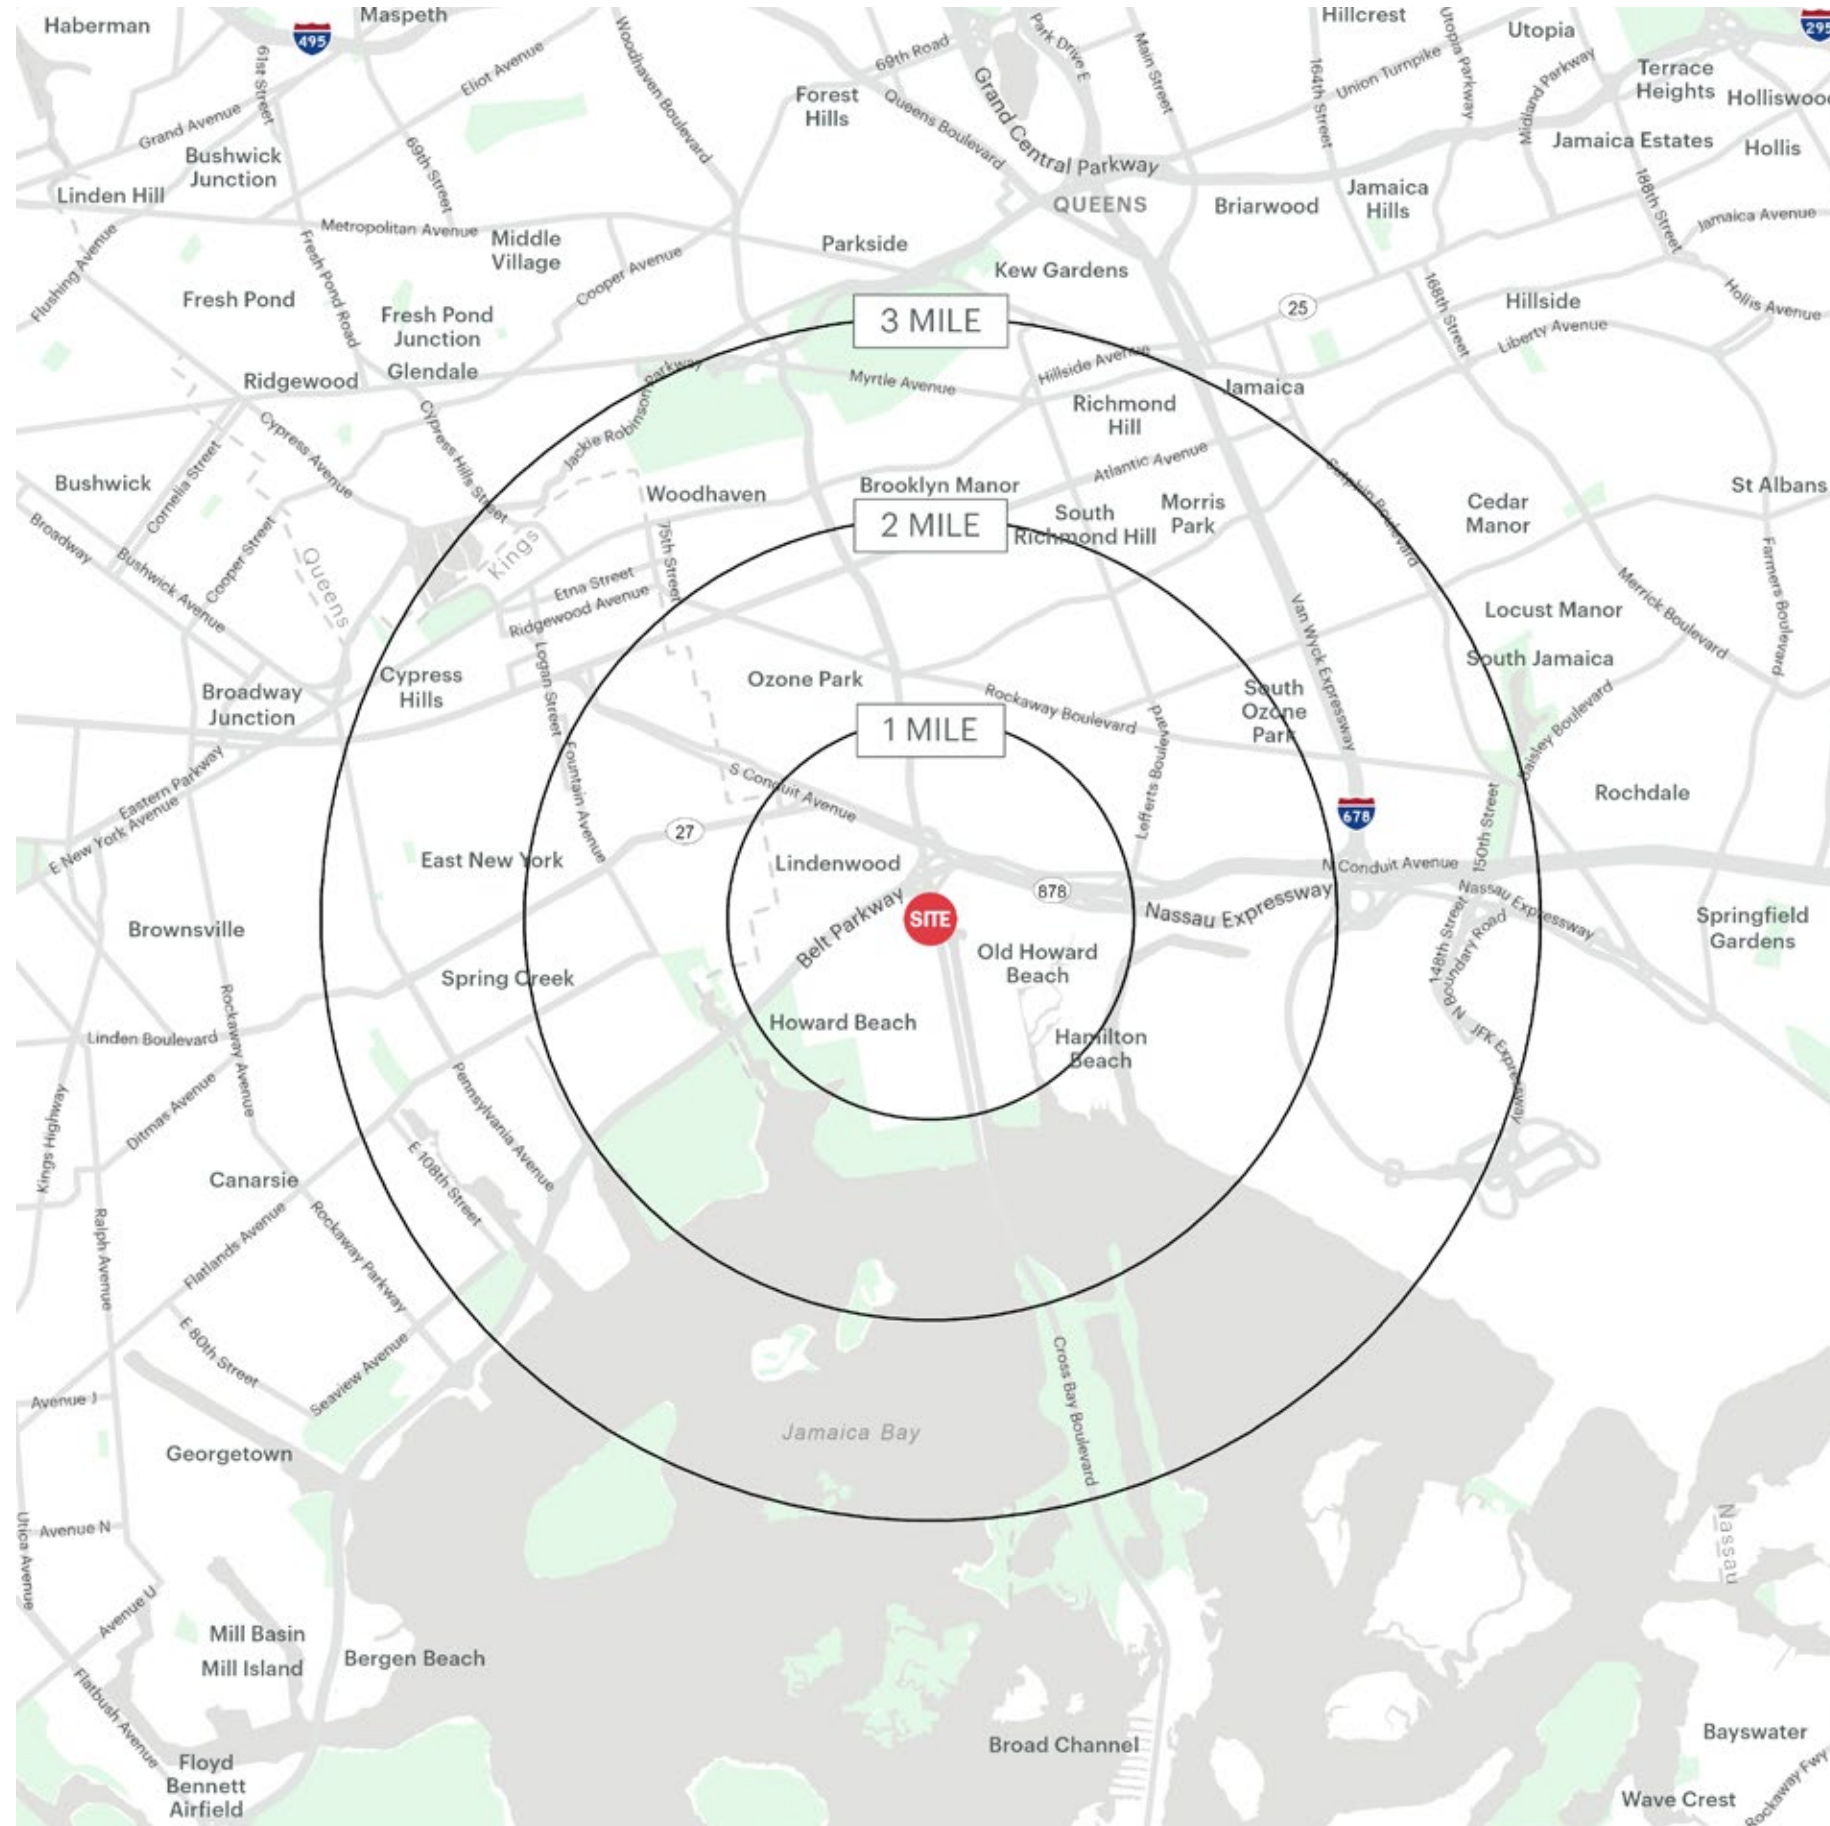 Haberman
Maspeth
495
61st Street
Eliot Avenue
Woodhaven Boulevard
69th Road
Park Drive E
Main Street
Hillcrest
Utopia Parkway
Utopia
295
Grand Avenue
Bushwick
Junction
69th Street
Forest
Hills
Queens Boulevard
Grand Central Parkway
164th Street
Union Turnpike
Midland Parkway
Terrace
Heights
Holliswood
Jamaica Estates
Hollis
Linden Hill
Metropolitan Avenue
Middle
Village
Parkside
QUEENS
Briarwood
Jamaica
Hills
188th Street
Jamaica Avenue
Flushing Avenue
Fresh Pond
Fresh Pond Road
Fresh Pond
Junction
Cooper Avenue
Kew Gardens
25
168th Street
Hillside
Hollis Avenue
Liberty Avenue
3 MILE
Ridgewood
Glendale
Jackie Robinson Parkway
Myrtle Avenue
Hillside Avenue
Jamaica
Richmond
Hill
Cypress Avenue
Cypress Hills Street
Bushwick
Cornelia Street
Woodhaven
Brooklyn Manor
Atlantic Avenue
Sutphin Boulevard
St Albans
Broadway
Bushwick Avenue
Cooper Street
Queens
Kings
75th Street
2 MILE
South
Richmond Hill
Morris
Park
Cedar
Manor
Etna Street
Ridgewood Avenue
Van Wyck Expressway
Locust Manor
Merrick Boulevard
Farmers Boulevard
Broadway
Junction
Cypress
Hills
Logan Street
Ozone Park
Rockaway Boulevard
South
Ozone
Park
South Jamaica
1 MILE
Lefferts Boulevard
Baisley Boulevard
Eastern Parkway
E New York Avenue
Fountain Avenue
S Conduit Avenue
27
678
150th Street
Rochdale
East New York
Lindenwood
878
N Conduit Avenue
Brownsville
Belt Parkway
SITE
Nassau Expressway
Nassau Expressway
Springfield
Gardens
Spring Creek
Old Howard
Beach
148th Street
N Boundary Road
Rockaway Avenue
Linden Boulevard
Howard Beach
Hamilton
Beach
JFK Expressway
Kings Highway
Ditmas Avenue
Pennsylvania Avenue
E 108th Street
Canarsie
Ralph Avenue
Flatlands Avenue
Rockaway Parkway
E 80th Street
Seaview Avenue
Cross Bay Boulevard
Avenue J
Jamaica Bay
Georgetown
Utica Avenue
Avenue N
Nassau
Avenue U
Mill Basin
Mill Island
Bergen Beach
Flatbush Avenue
Broad Channel
Bayswater
Floyd
Bennett
Airfield
Wave Crest
Rockaway Fwy